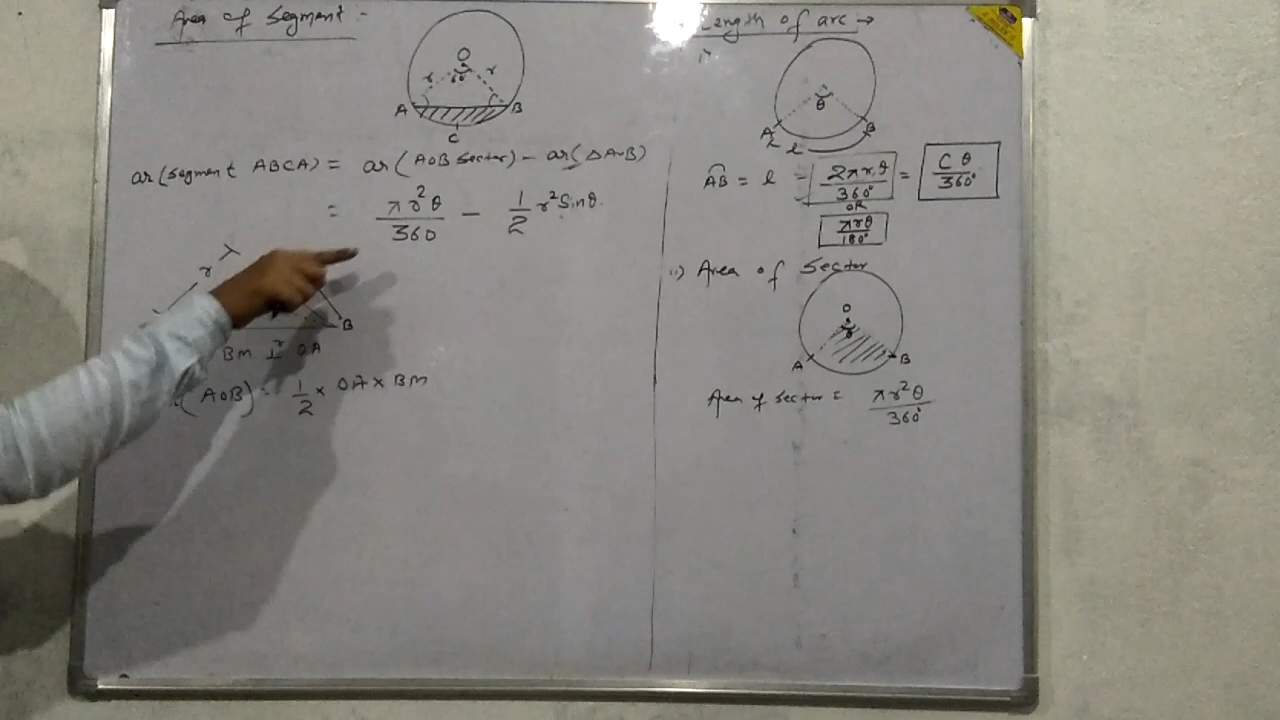 Area of Segment -
O
r 60° r
A B
C
ar(segment ABCA) = ar(AOB Sector) - ar(ΔAOB)
= πr²θ/360 - 1/2 r²Sinθ.
r
B
BM ⊥r OA
(AOB) = 1/2 × OA × BM
Length of arc →
i)
θ
A B
l
AB = l = 2πrθ/360° = Cθ/360°
OR
πrθ/180°
ii) Area of Sector
O
θ
A B
Area of sector = πr²θ/360°